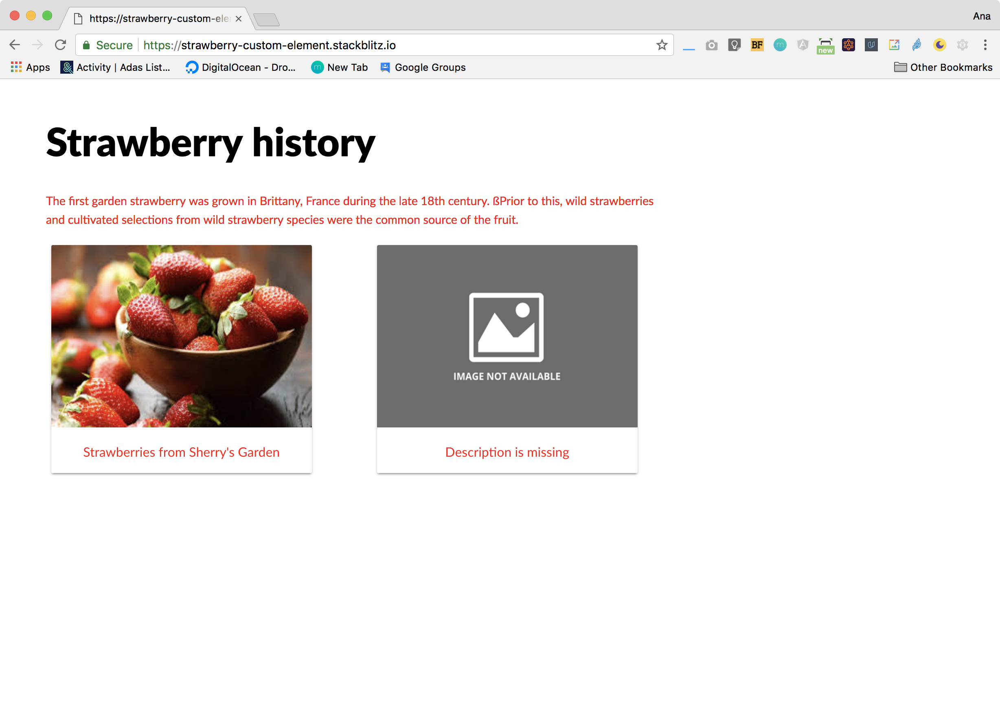 https://strawberry-custom-ele
Ana
Secure https://strawberry-custom-element.stackblitz.io
BF
new
Apps
Activity | Adas List...
DigitalOcean - Dro...
New Tab
Google Groups
Other Bookmarks
Strawberry history
The first garden strawberry was grown in Brittany, France during the late 18th century. ßPrior to this, wild strawberries
and cultivated selections from wild strawberry species were the common source of the fruit.
IMAGE NOT AVAILABLE
Strawberries from Sherry's Garden
Description is missing